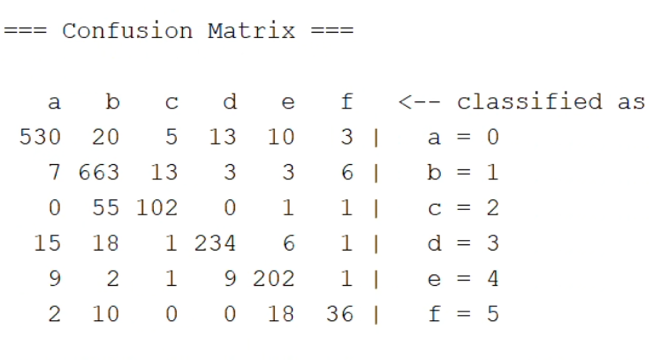 === Confusion Matrix ===
a b c d e f <-- classified as
530 20 5 13 10 3 | a = 0
7 663 13 3 3 6 | b = 1
0 55 102 0 1 1 | c = 2
15 18 1 234 6 1 | d = 3
9 2 1 9 202 1 | e = 4
2 10 0 0 18 36 | f = 5